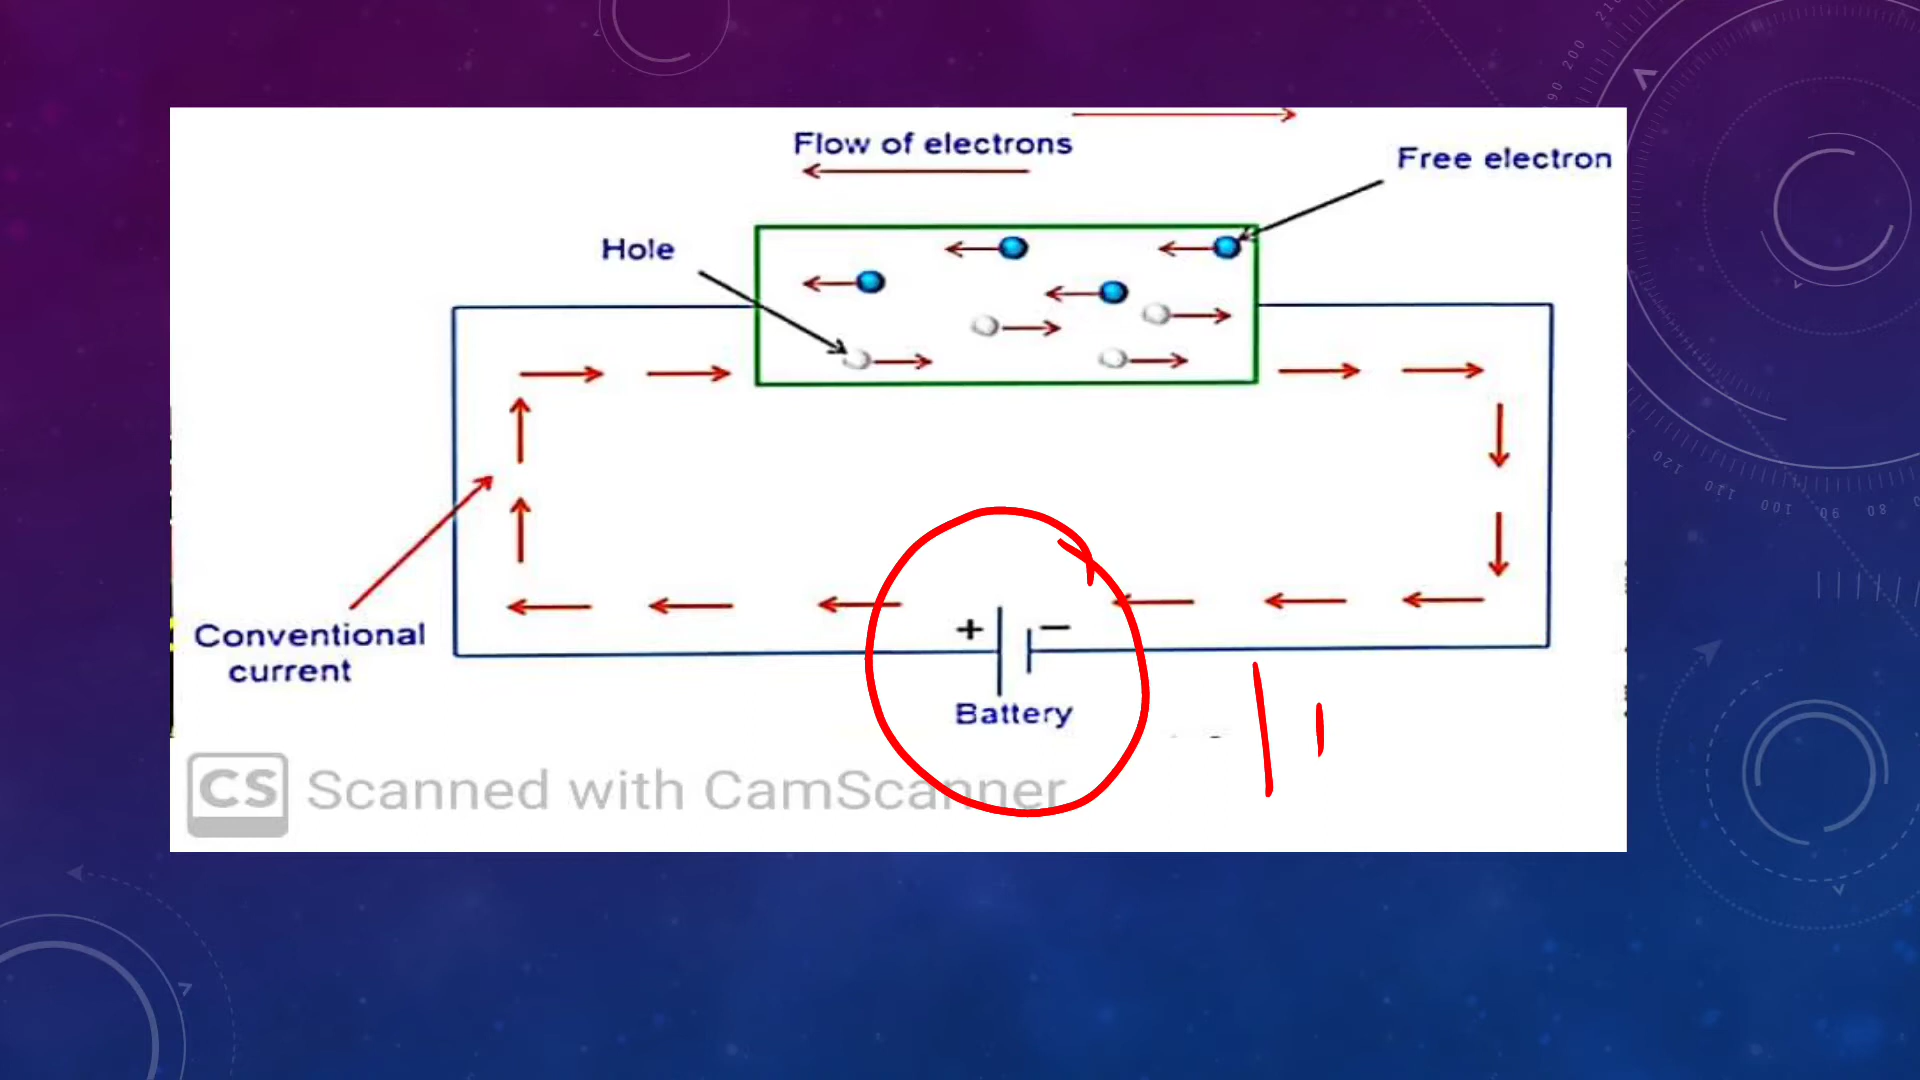 Flow of electrons
Free electron
Hole
Conventional
current
+ −
Battery
CS Scanned with CamScanner